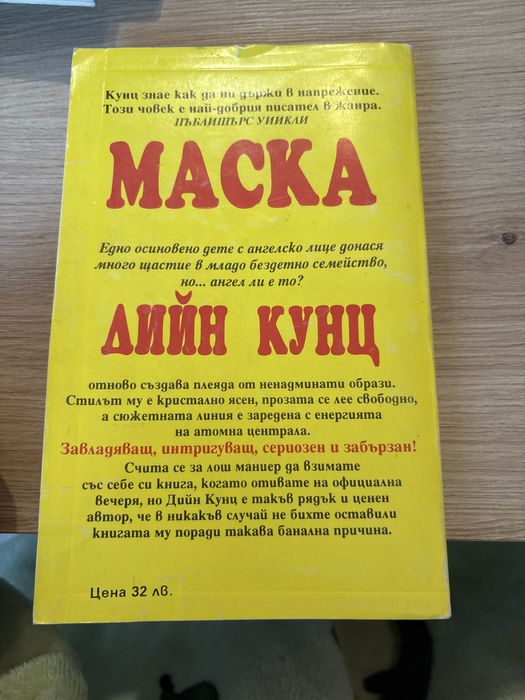 Кунц знае как да ни държи в напрежение.
Този човек е най-добрия писател в жанра.
ПЪБЛИШЪРС УИИКЛИ
МАСКА
Едно осиновено дете с ангелско лице донася
много щастие в младо бездетно семейство,
но... ангел ли е то?
ДИЙН КУНЦ
отново създава плеяда от ненадминати образи.
Стилът му е кристално ясен, прозата се лее свободно,
а сюжетната линия е заредена с енергията
на атомна централа.
Завладяващ, интригуващ, сериозен и забързан!
Счита се за лош маниер да взимате
със себе си книга, когато отивате на официална
вечеря, но Дийн Кунц е такъв рядък и ценен
автор, че в никакъв случай не бихте оставили
книгата му поради такава банална причина.
Цена 32 лв.